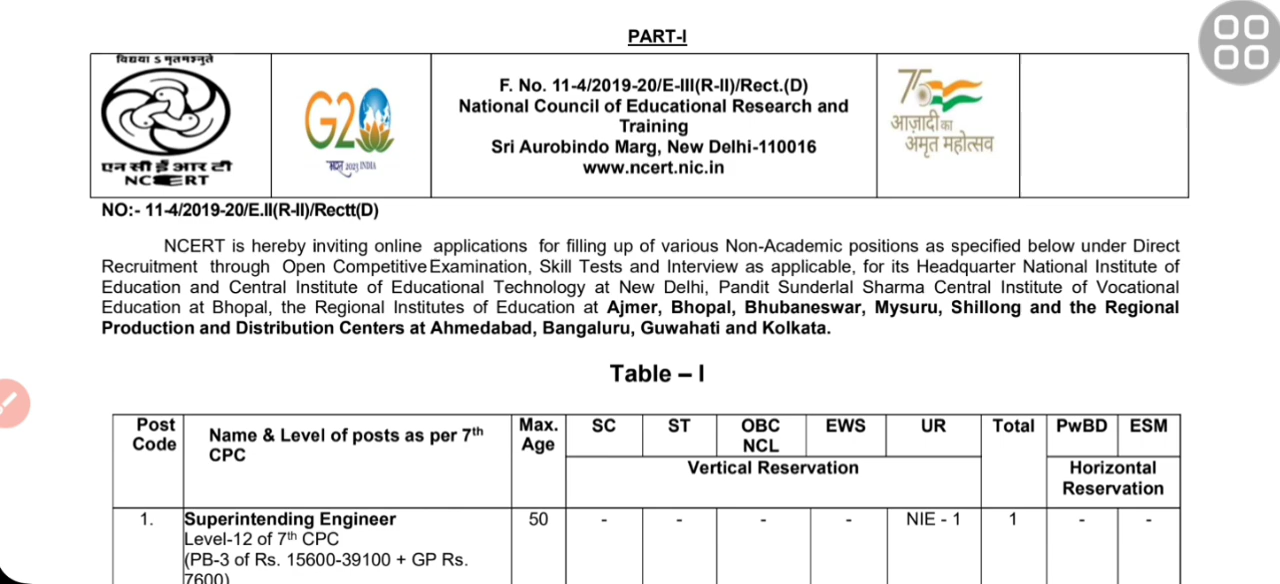 PART-I
विद्यया ऽ मृतमश्नुते
एन सी ई आर टी
NCERT
G20
भारत 2023 INDIA
F. No. 11-4/2019-20/E-III(R-II)/Rect.(D)
National Council of Educational Research and
Training
Sri Aurobindo Marg, New Delhi-110016
www.ncert.nic.in
75
आज़ादी का
अमृत महोत्सव
NO:- 11-4/2019-20/E.II(R-II)/Rectt(D)
NCERT is hereby inviting online applications for filling up of various Non-Academic positions as specified below under Direct
Recruitment through Open Competitive Examination, Skill Tests and Interview as applicable, for its Headquarter National Institute of
Education and Central Institute of Educational Technology at New Delhi, Pandit Sunderlal Sharma Central Institute of Vocational
Education at Bhopal, the Regional Institutes of Education at Ajmer, Bhopal, Bhubaneswar, Mysuru, Shillong and the Regional
Production and Distribution Centers at Ahmedabad, Bangaluru, Guwahati and Kolkata.
Table – I
Post Code Name & Level of posts as per 7th CPC Max. Age SC ST OBC NCL EWS UR Total PwBD ESM
Vertical Reservation Horizontal Reservation
1. Superintending Engineer 50 - - - - NIE - 1 1 - -
Level-12 of 7th CPC
(PB-3 of Rs. 15600-39100 + GP Rs.
7600)